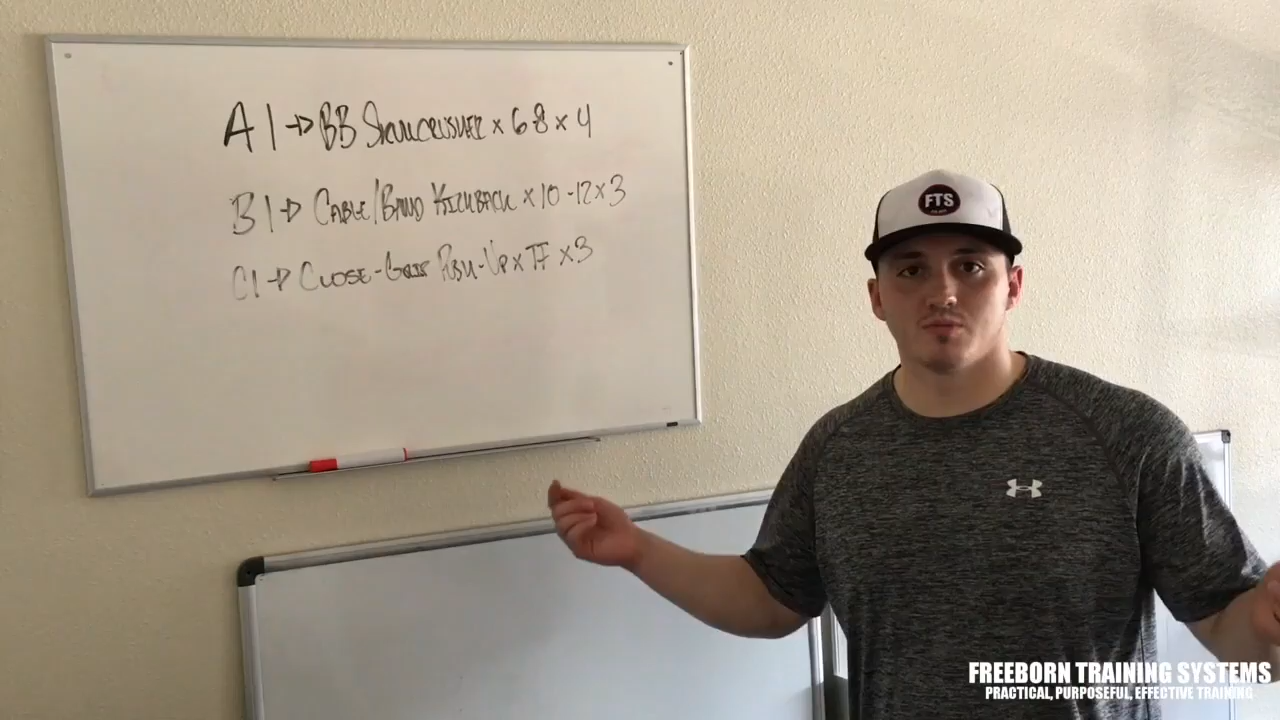 A1→ BB SKULLCRUSHER × 6-8 × 4
B1→ CABLE/BAND KICKBACK × 10-12 × 3
C1→ CLOSE-GRIP PUSH-UP × TF × 3
FTS
FREEBORN TRAINING SYSTEMS
PRACTICAL, PURPOSEFUL, EFFECTIVE TRAINING